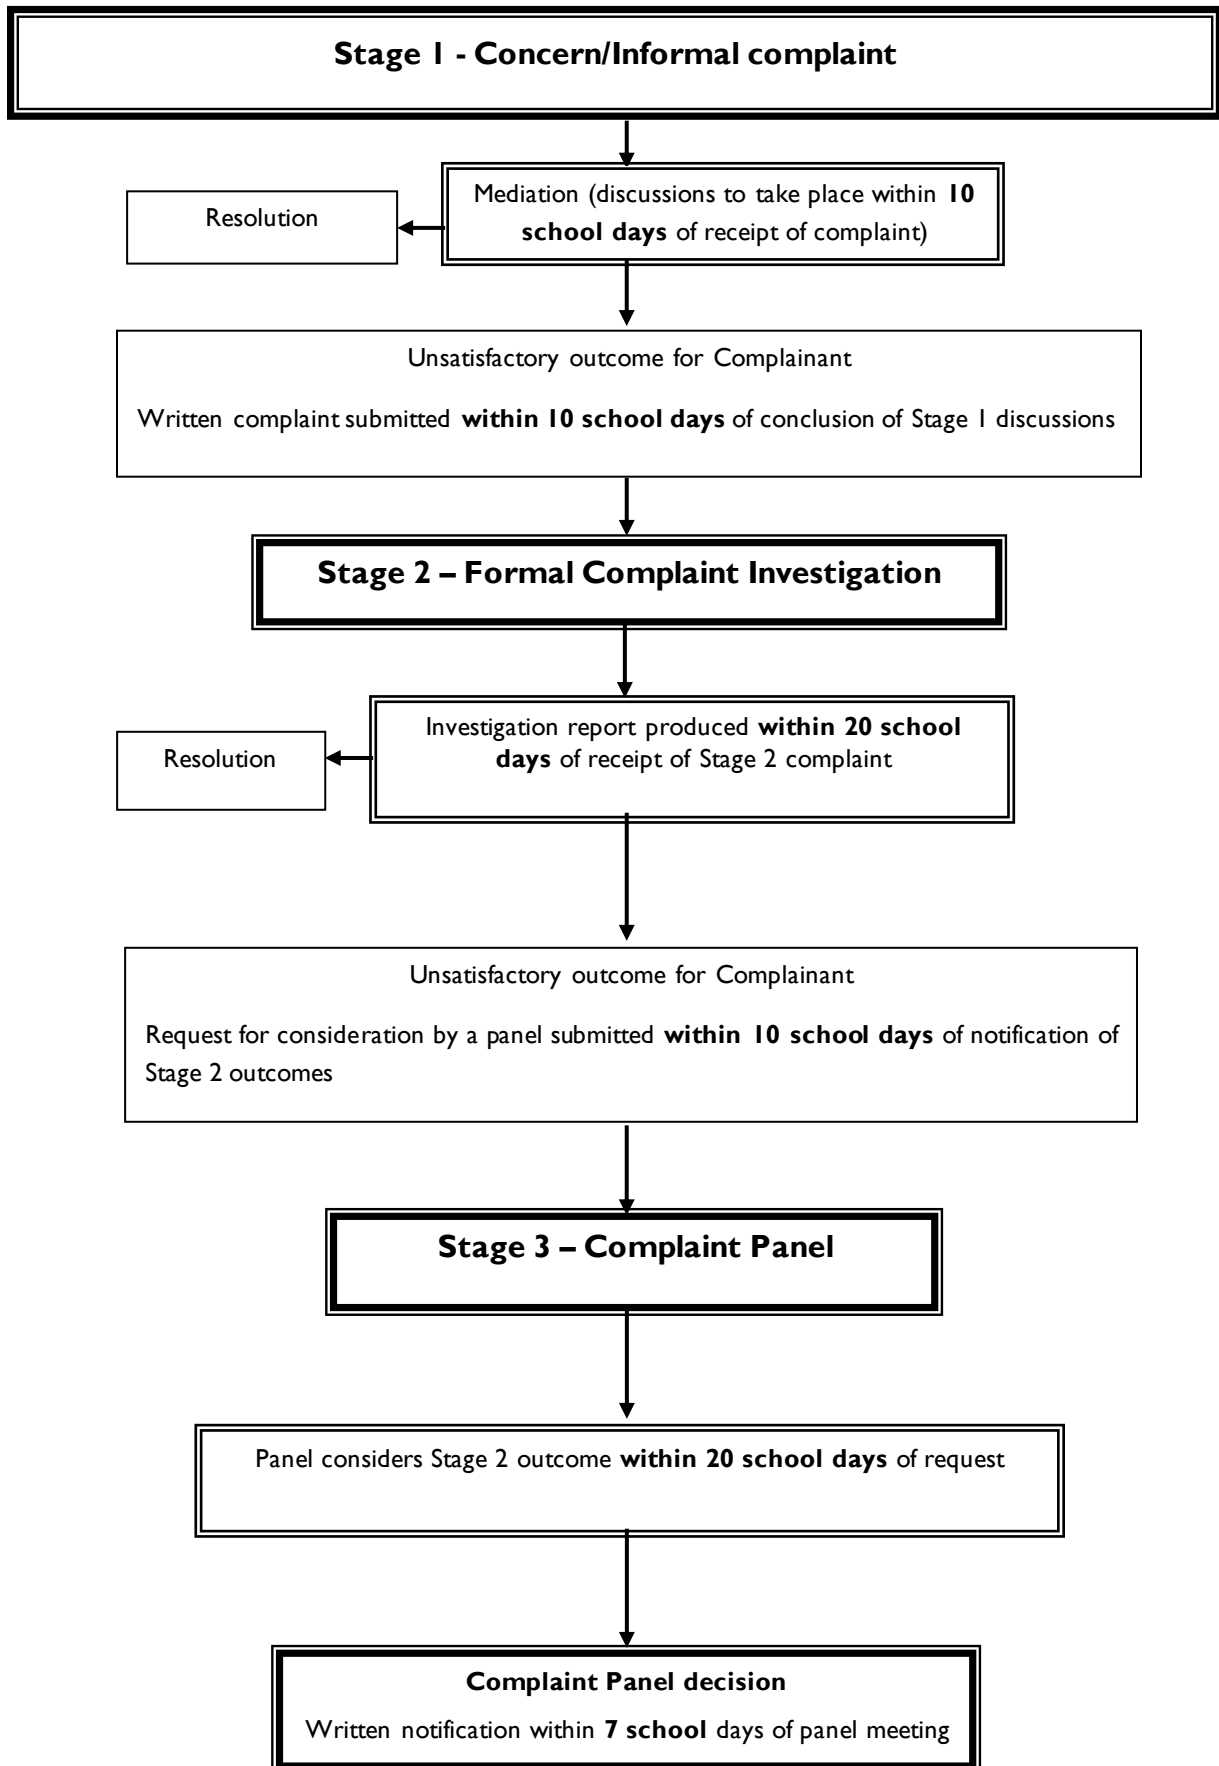 Stage 1 - Concern/Informal complaint
Mediation (discussions to take place within 10
school days of receipt of complaint)
Resolution
Unsatisfactory outcome for Complainant
Written complaint submitted within 10 school days of conclusion of Stage 1 discussions
Stage 2 – Formal Complaint Investigation
Investigation report produced within 20 school
days of receipt of Stage 2 complaint
Resolution
Unsatisfactory outcome for Complainant
Request for consideration by a panel submitted within 10 school days of notification of
Stage 2 outcomes
Stage 3 – Complaint Panel
Panel considers Stage 2 outcome within 20 school days of request
Complaint Panel decision
Written notification within 7 school days of panel meeting